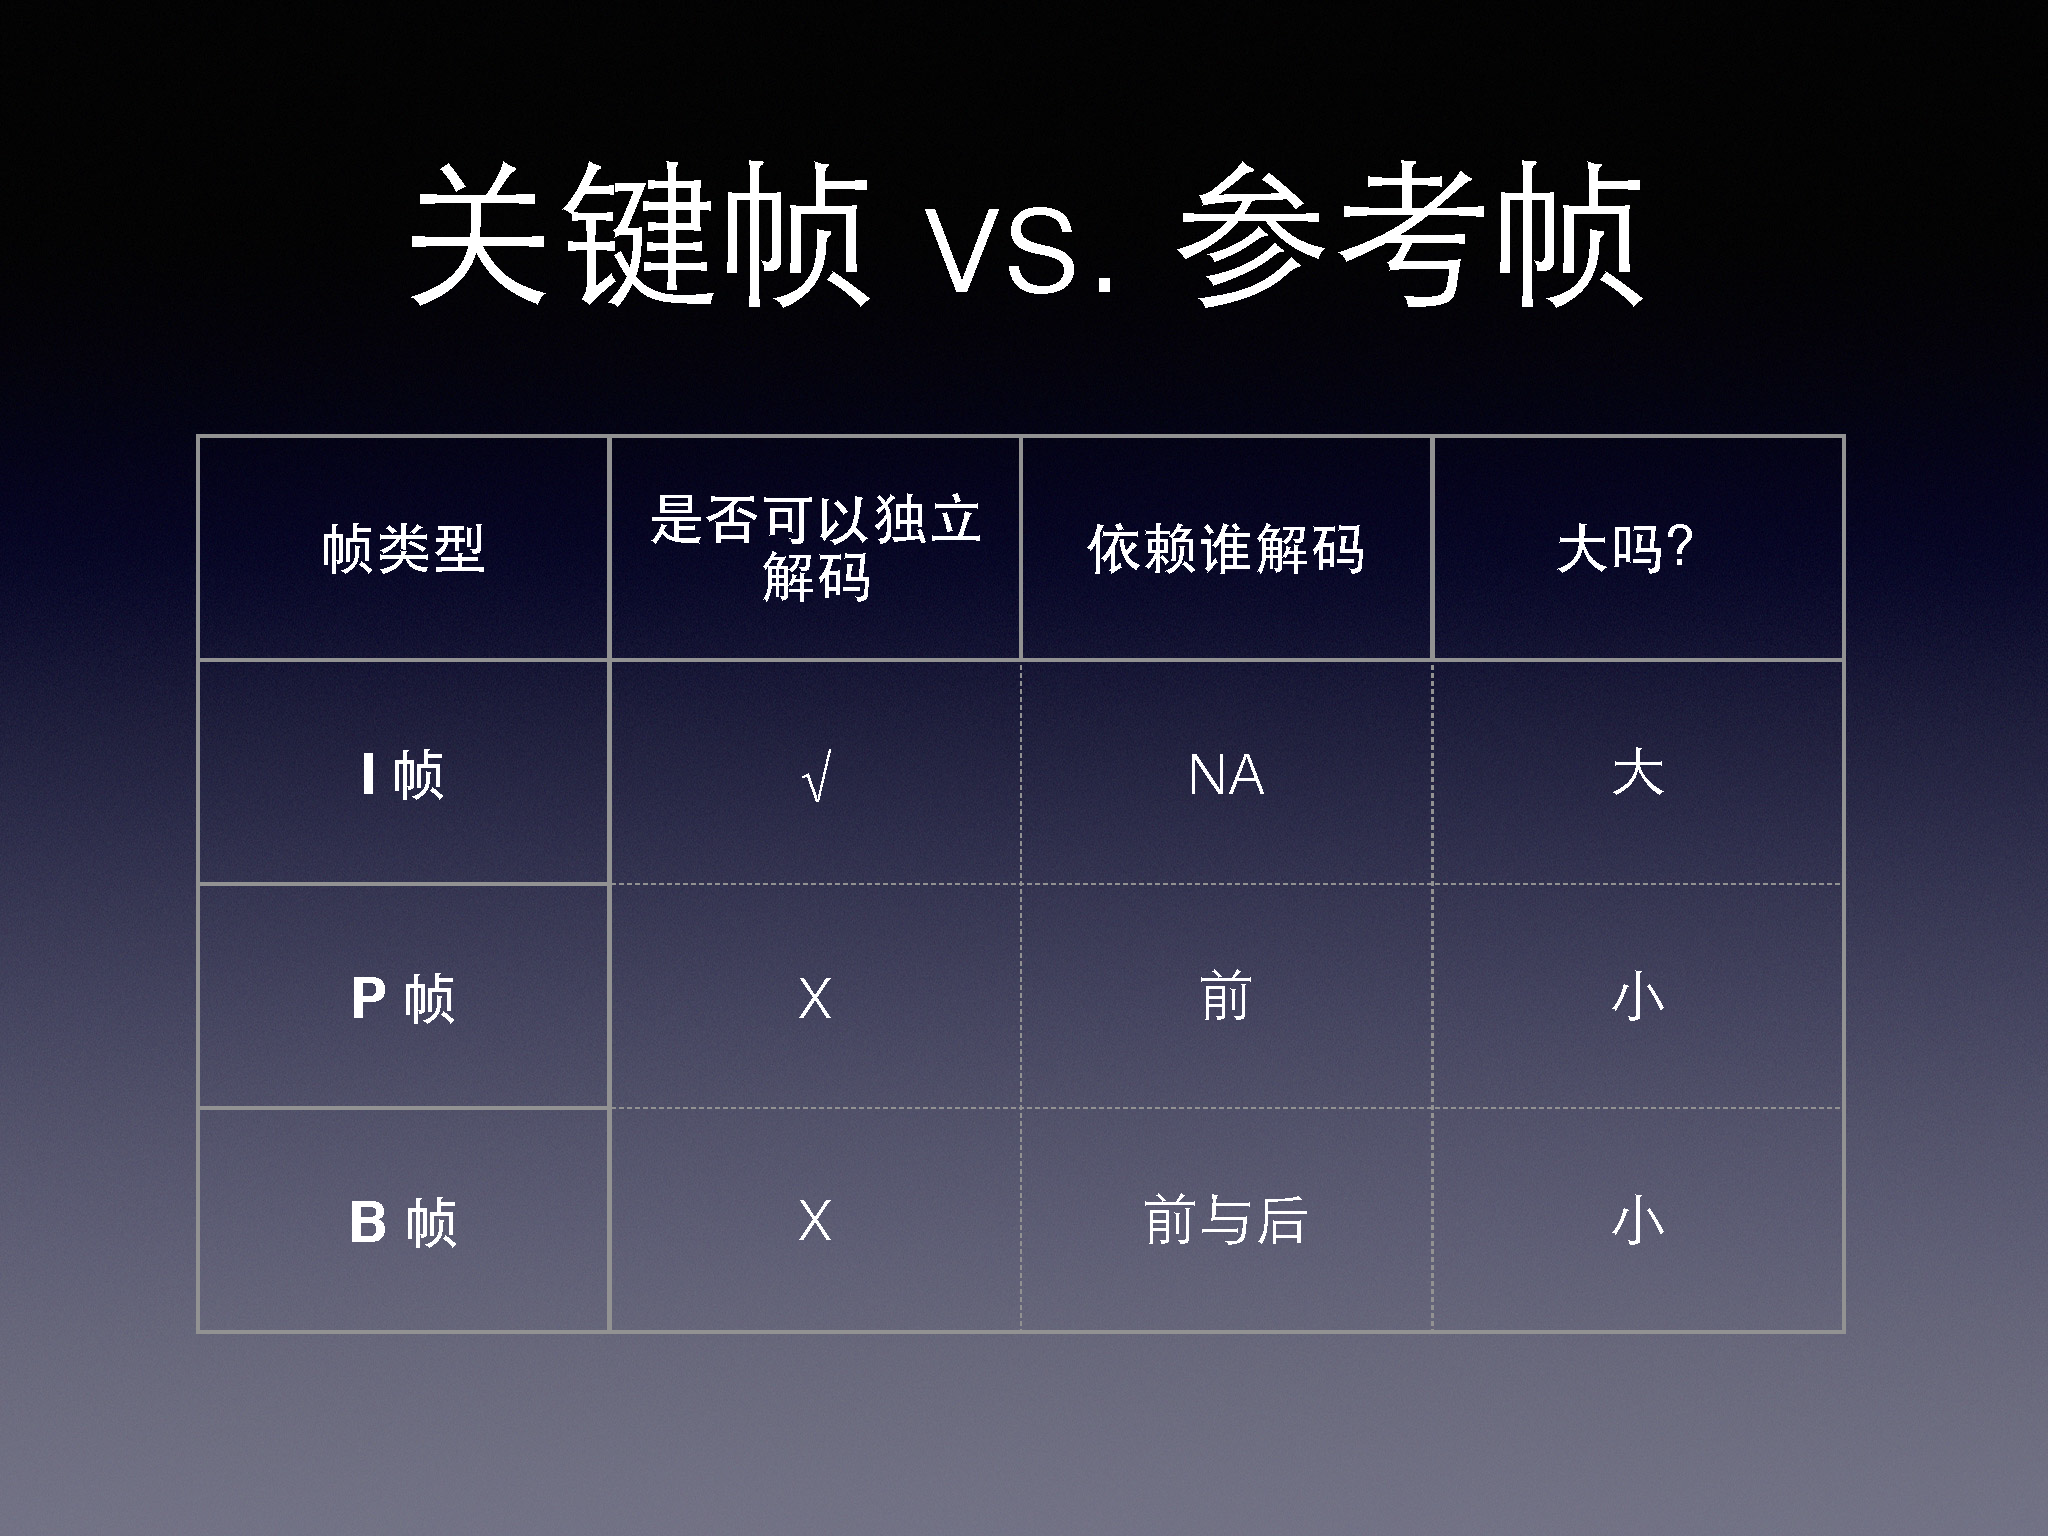 关键帧 vs. 参考帧
帧类型
是否可以独立
解码
依赖谁解码
大吗?
I 帧
√
NA
大
P 帧
X
前
小
B 帧
X
前与后
小